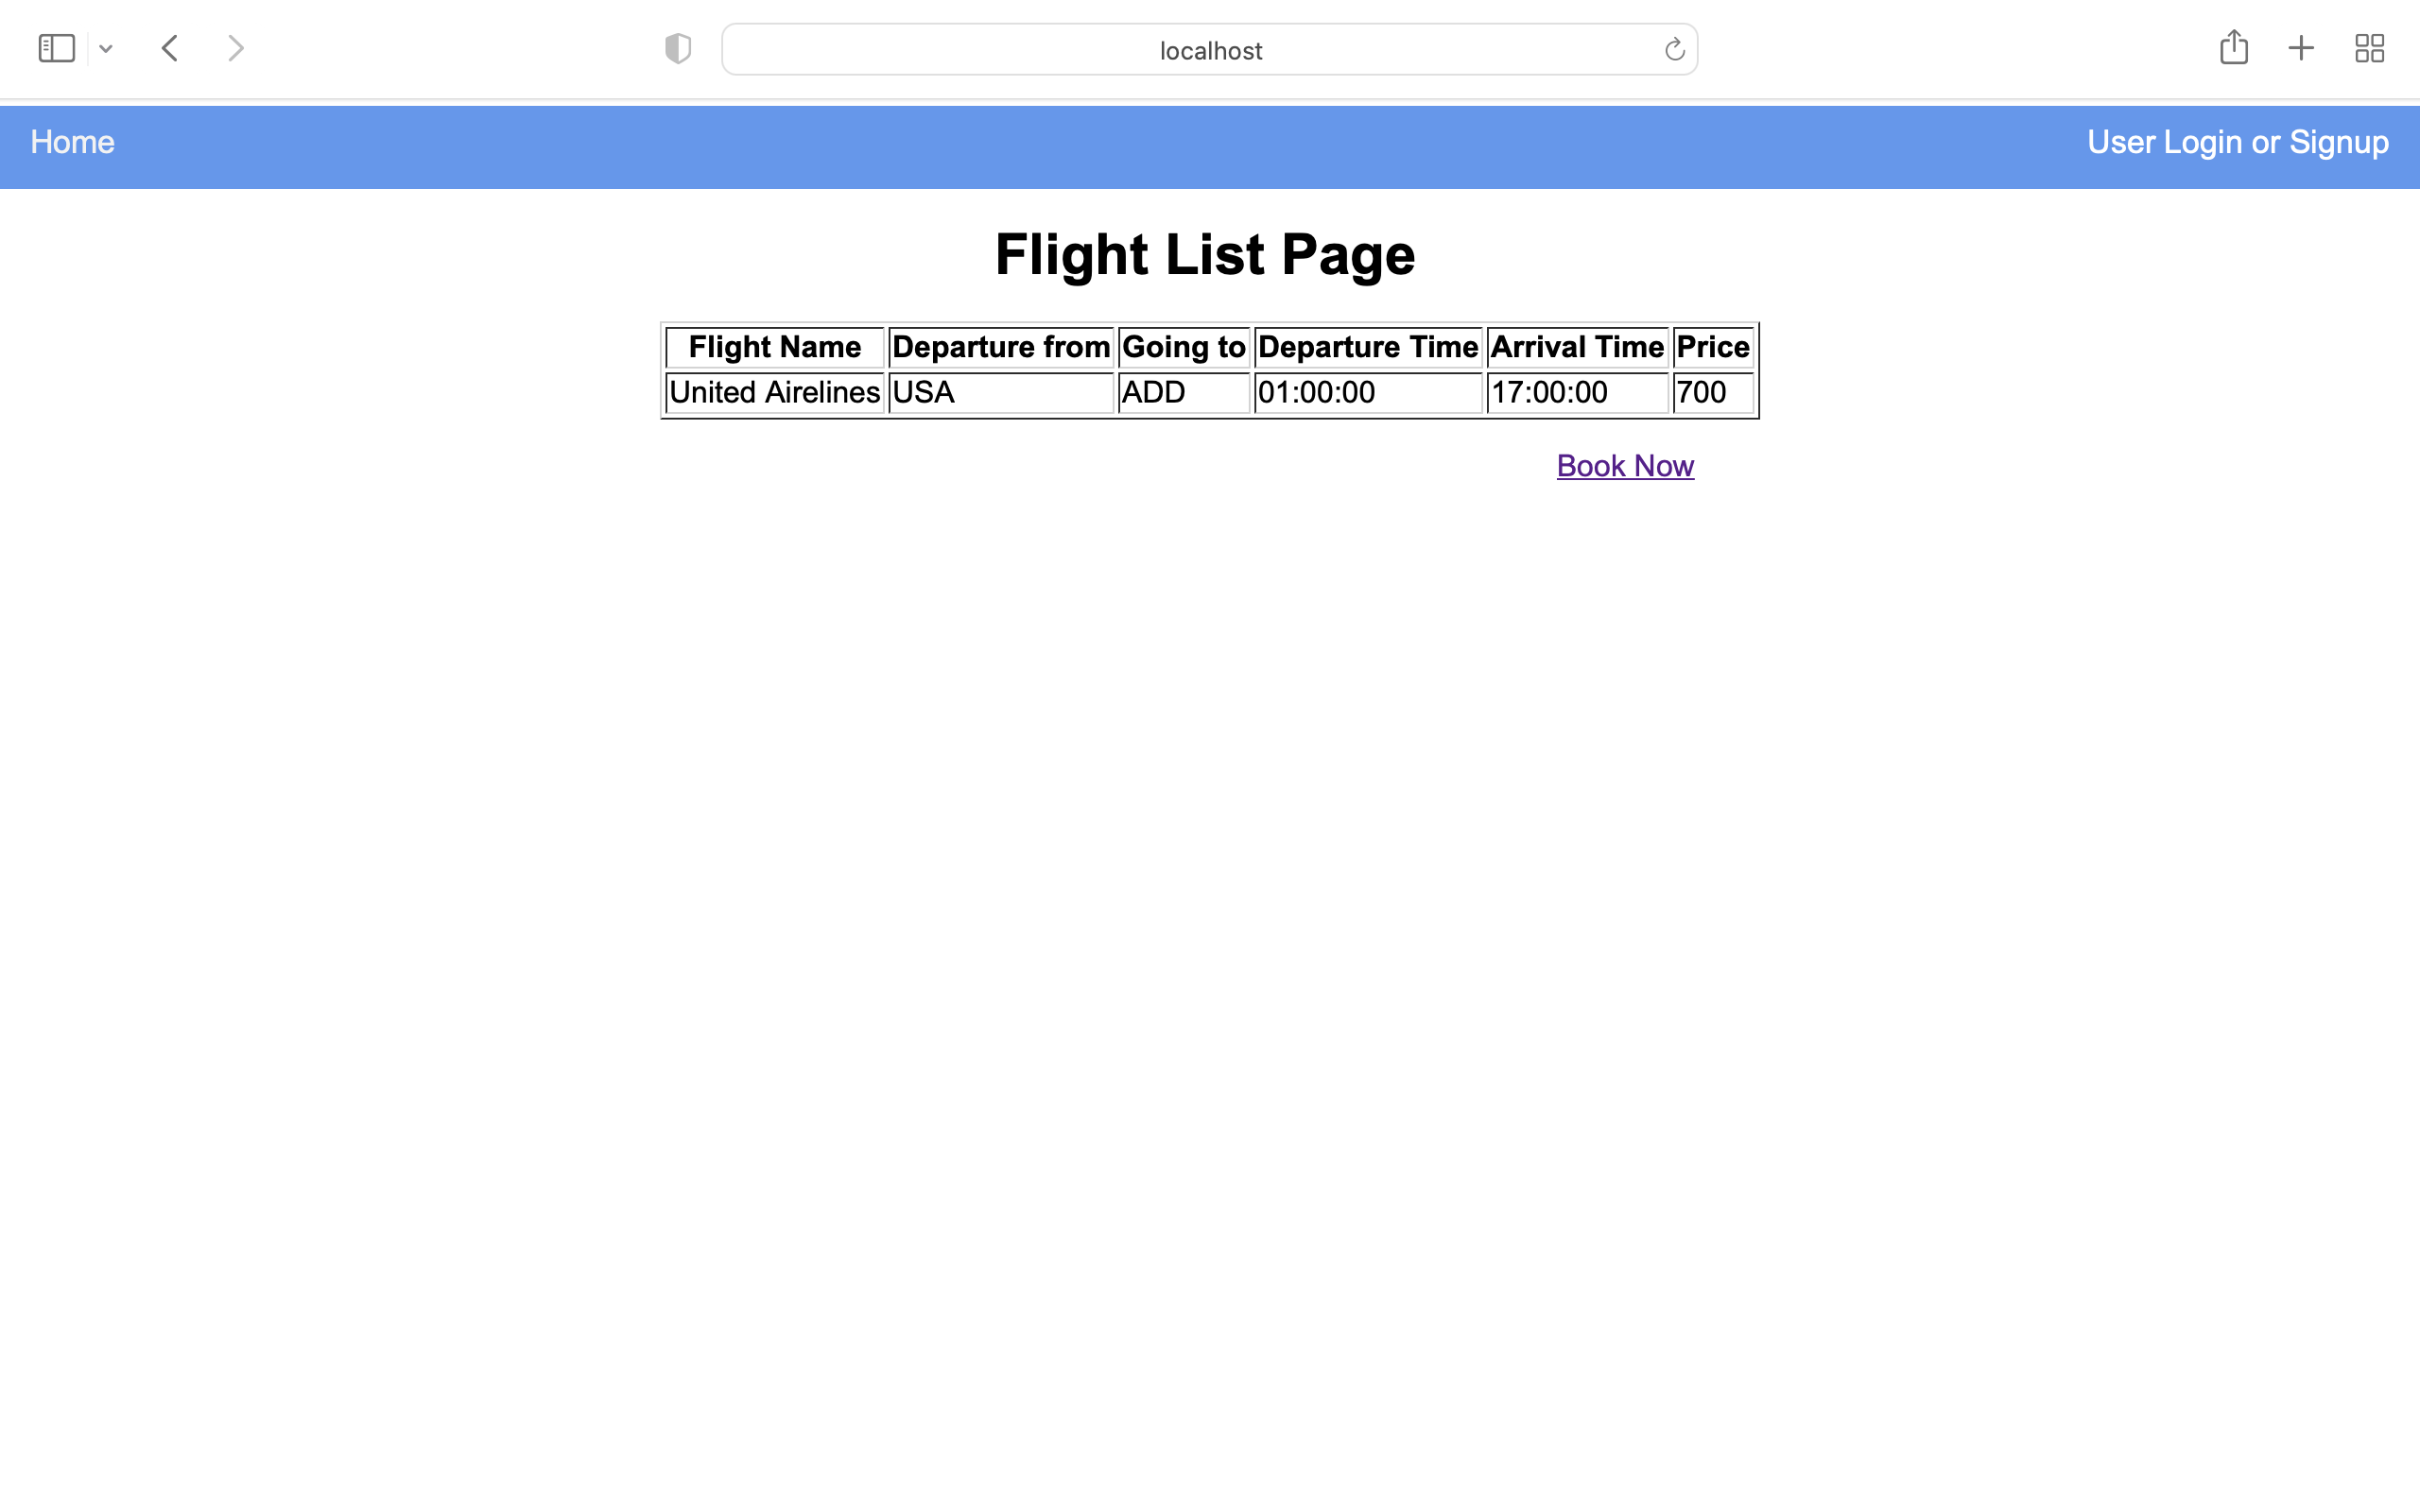 localhost
Home User Login or Signup
Flight List Page
Flight Name Departure from Going to Departure Time Arrival Time Price
United Airelines USA ADD 01:00:00 17:00:00 700
Book Now